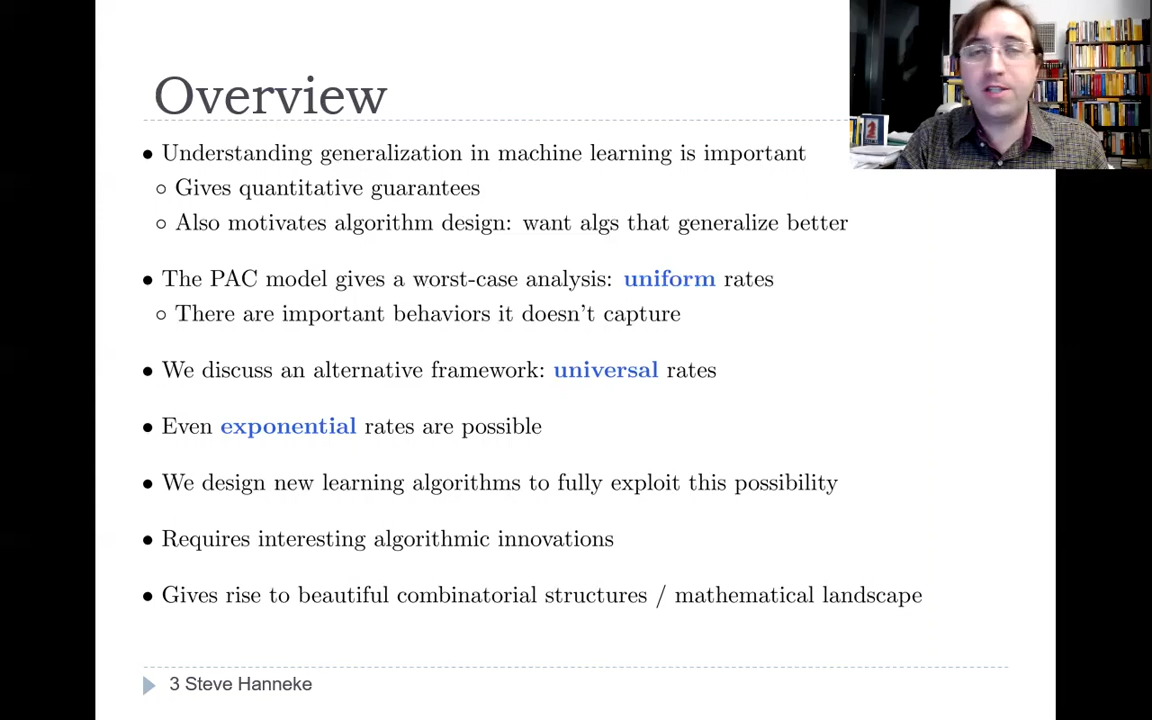 Overview
• Understanding generalization in machine learning is important
○ Gives quantitative guarantees
○ Also motivates algorithm design: want algs that generalize better
• The PAC model gives a worst-case analysis: uniform rates
○ There are important behaviors it doesn't capture
• We discuss an alternative framework: universal rates
• Even exponential rates are possible
• We design new learning algorithms to fully exploit this possibility
• Requires interesting algorithmic innovations
• Gives rise to beautiful combinatorial structures / mathematical landscape
3 Steve Hanneke